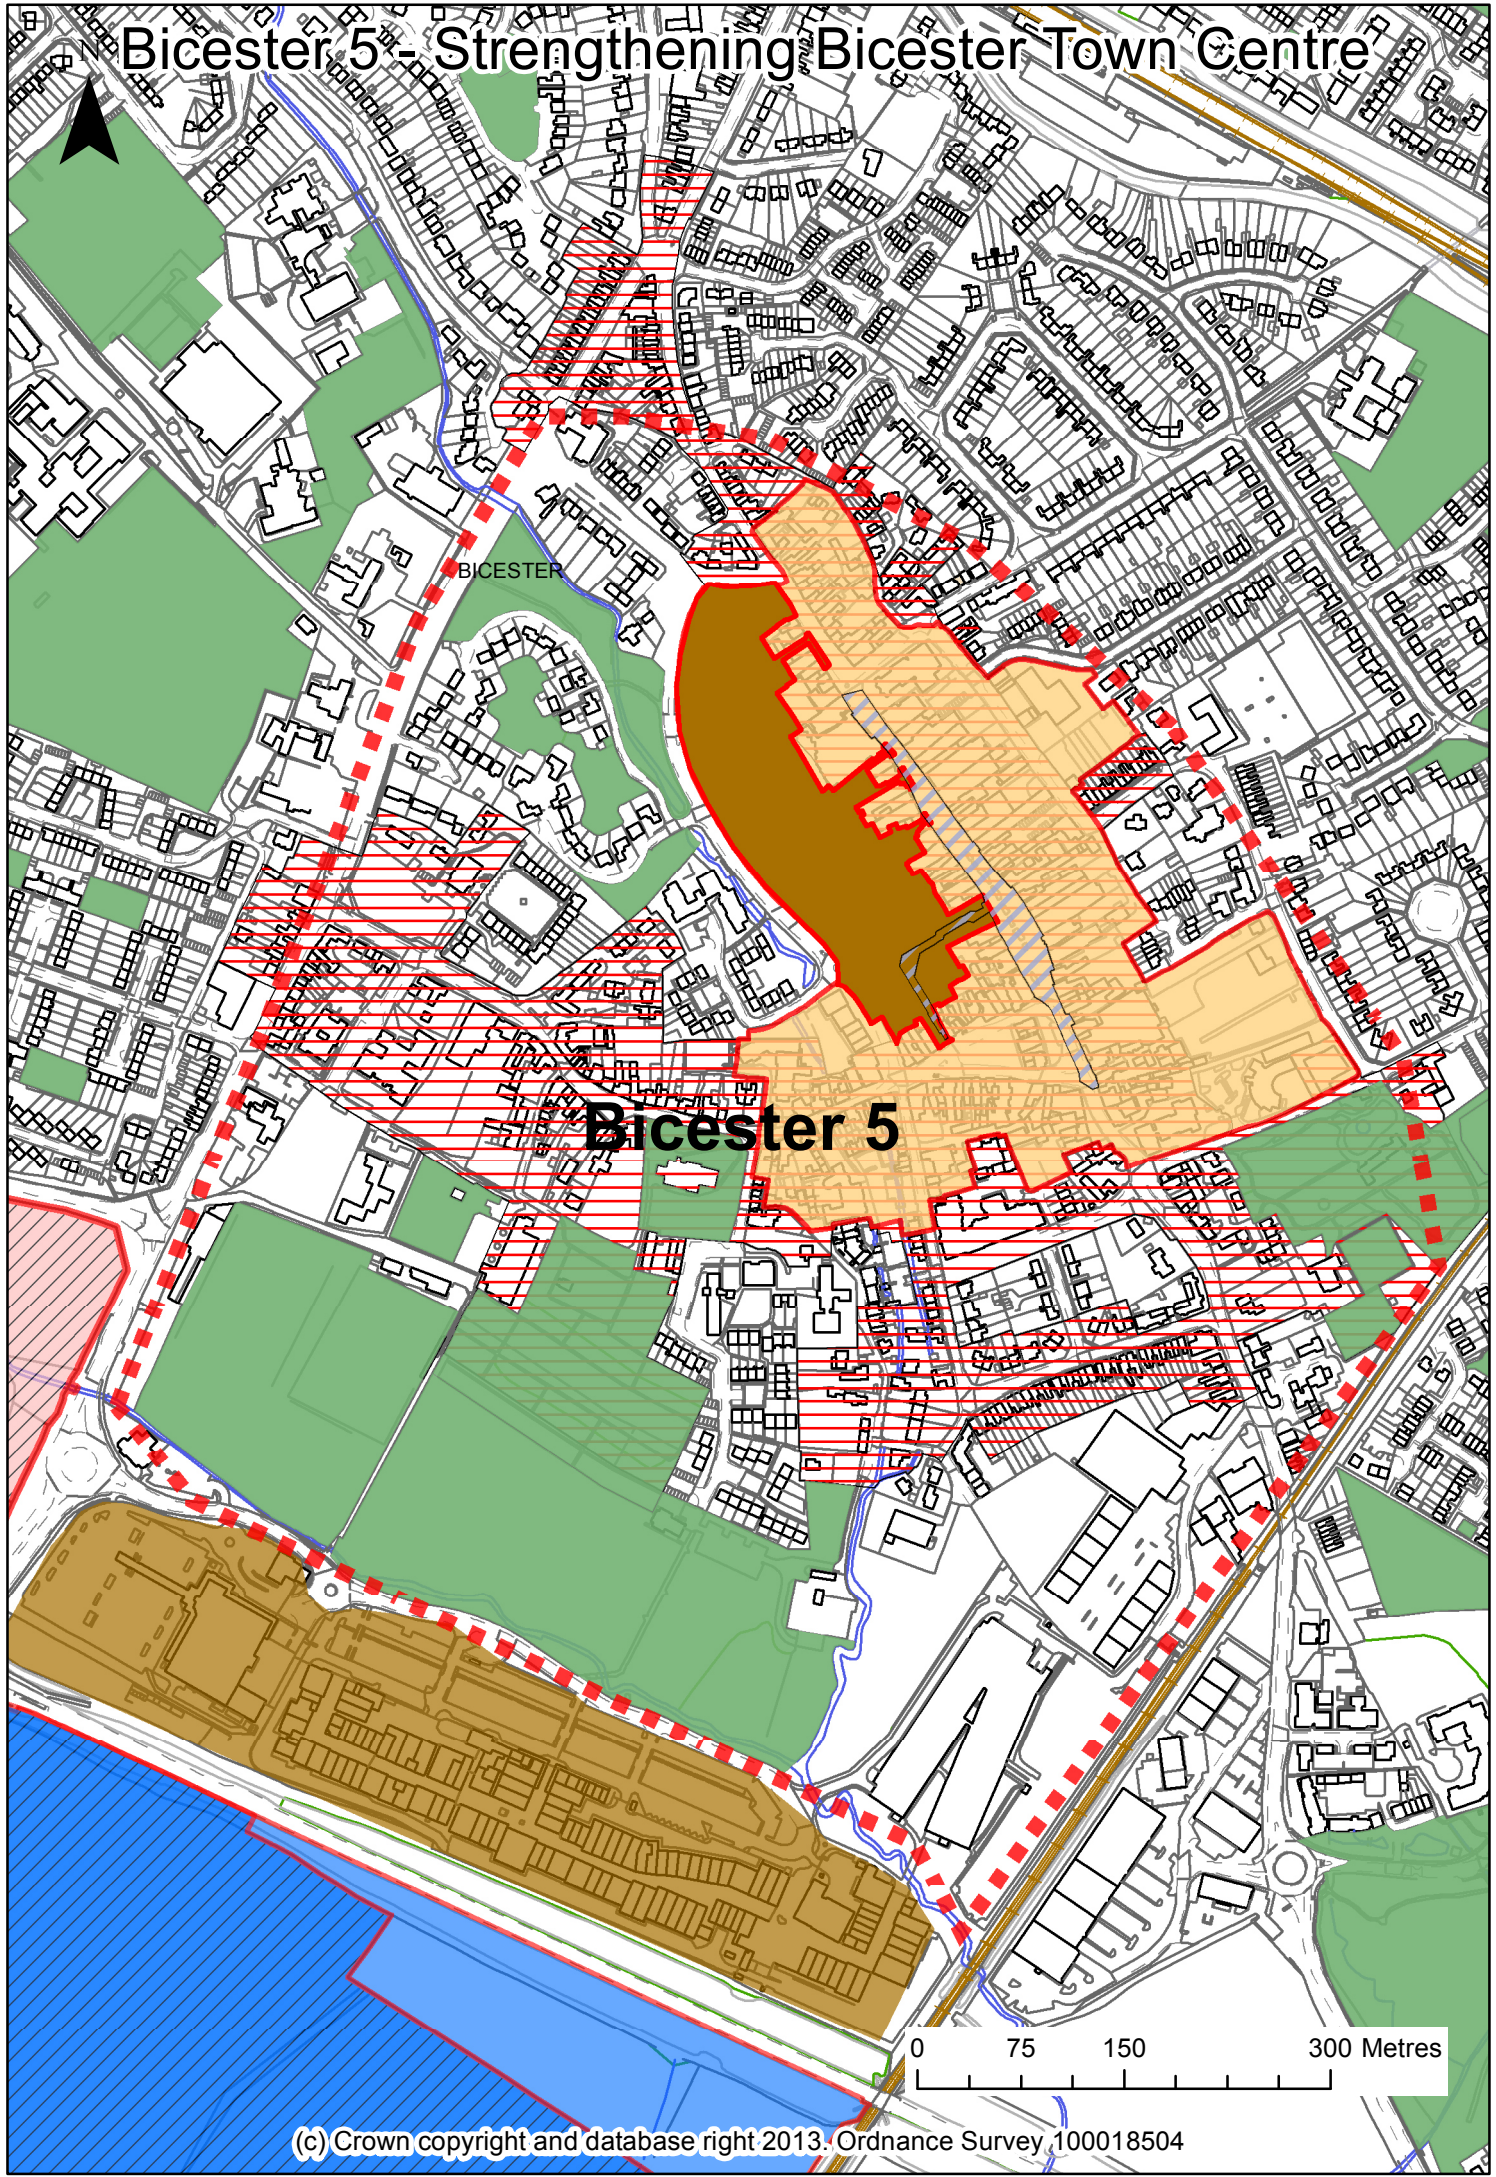 Bicester 5 - Strengthening Bicester Town Centre
N
BICESTER
Bicester 5
0 75 150 300 Metres
(c) Crown copyright and database right 2013. Ordnance Survey 100018504